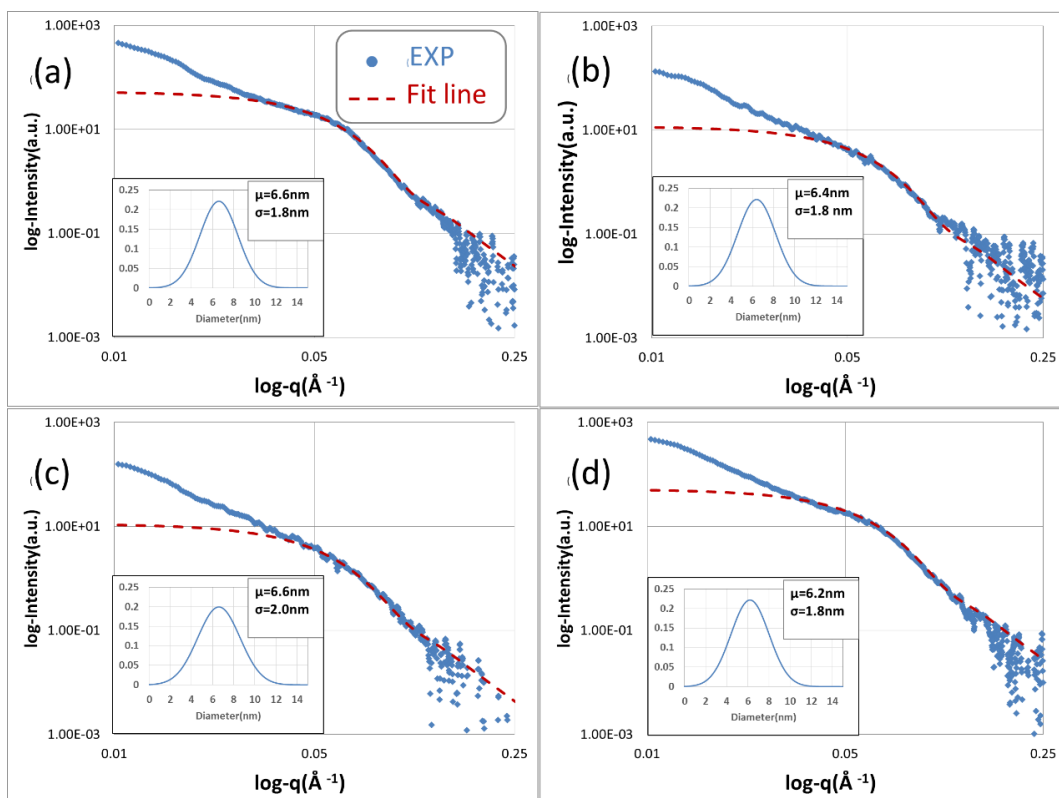 1.00E+03
1.00E+01
1.00E-01
1.00E-03
0.01
0.05
0.25
log-Intensity(a.u.)
log-q(Å ⁻¹)
(a)
EXP
Fit line
0.25
0.2
0.15
0.1
0.05
0
0 2 4 6 8 10 12 14
Diameter(nm)
μ=6.6nm
σ=1.8nm
1.00E+03
1.00E+01
1.00E-01
1.00E-03
0.01
0.05
0.25
log-Intensity(a.u.)
log-q(Å ⁻¹)
(b)
0.25
0.2
0.15
0.1
0.05
0
0 2 4 6 8 10 12 14
Diameter(nm)
μ=6.4nm
σ=1.8 nm
1.00E+03
1.00E+01
1.00E-01
1.00E-03
0.01
0.05
0.25
log-Intensity(a.u.)
log-q(Å ⁻¹)
(c)
0.25
0.2
0.15
0.1
0.05
0
0 2 4 6 8 10 12 14
Diameter(nm)
μ=6.6nm
σ=2.0nm
1.00E+03
1.00E+01
1.00E-01
1.00E-03
0.01
0.05
0.25
log-Intensity(a.u.)
log-q(Å ⁻¹)
(d)
0.25
0.2
0.15
0.1
0.05
0
0 2 4 6 8 10 12 14
Diameter(nm)
μ=6.2nm
σ=1.8nm